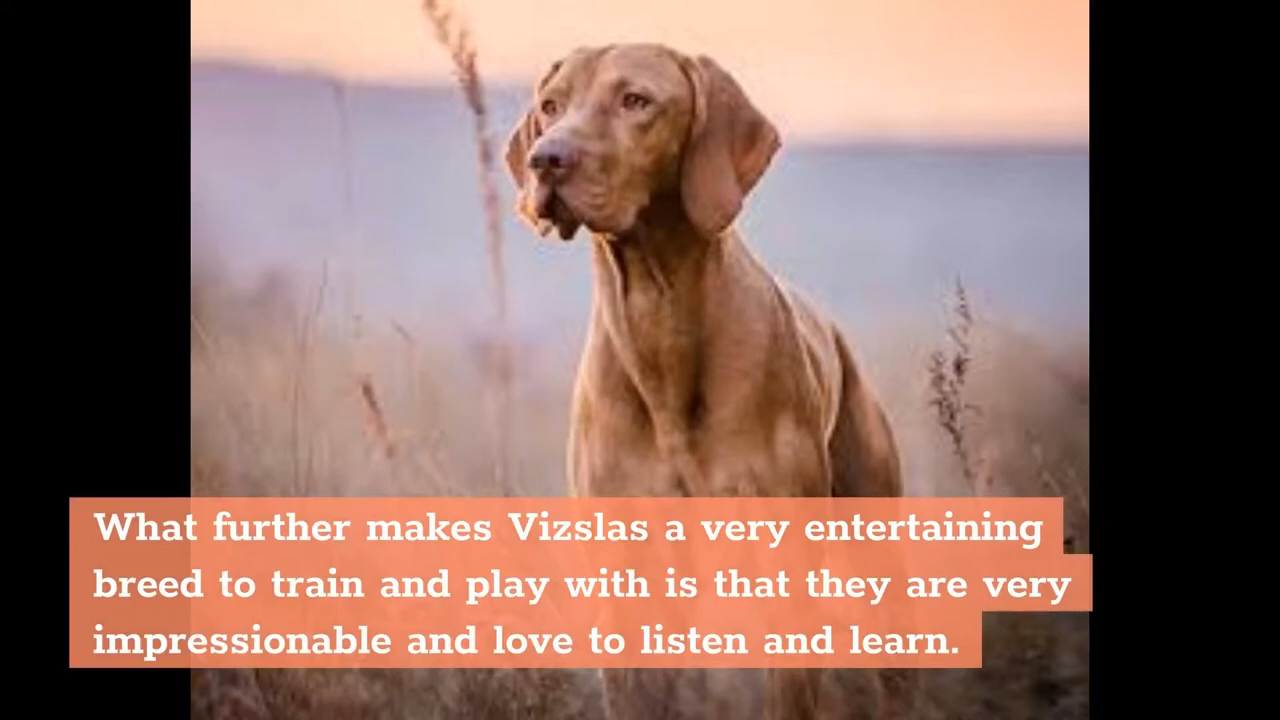 What further makes Vizslas a very entertaining
breed to train and play with is that they are very
impressionable and love to listen and learn.